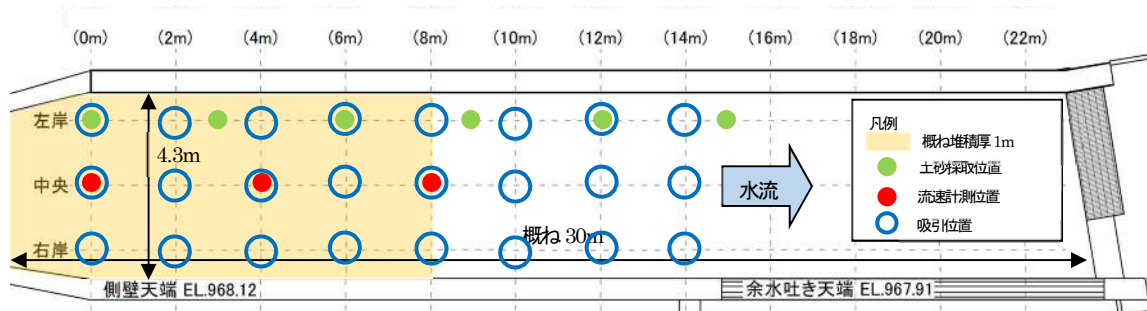 (0m) (2m) (4m) (6m) (8m) (10m) (12m) (14m) (16m) (18m) (20m) (22m)
左岸
4.3m
中央
右岸
概ね 30m
水流
凡例
概ね堆積厚 1m
土砂採取位置
流速計測位置
吸引位置
側壁天端 EL.968.12
余水吐き天端 EL.967.91